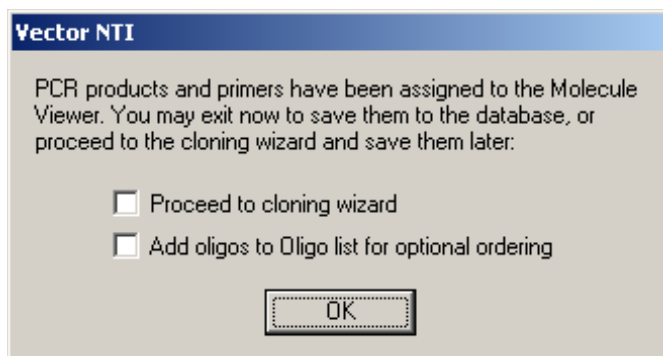 Vector NTI
PCR products and primers have been assigned to the Molecule
Viewer. You may exit now to save them to the database, or
proceed to the cloning wizard and save them later:
Proceed to cloning wizard
Add oligos to Oligo list for optional ordering
OK